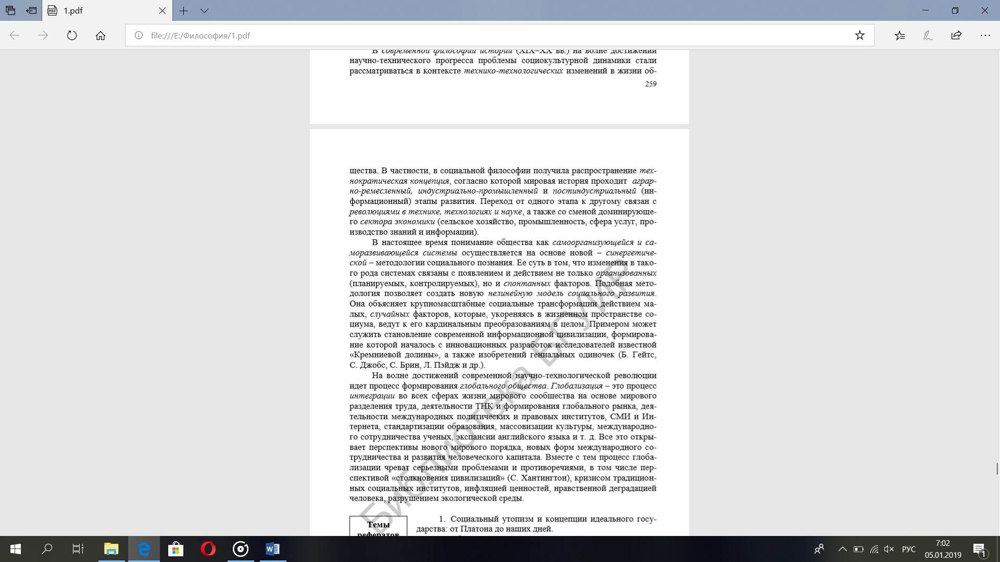 1.pdf
file:///E:/Философия/1.pdf
В современной философии истории (XIX–XX вв.) на волне достижений
научно-технического прогресса проблемы социокультурной динамики стали
рассматриваться в контексте технико-технологических изменений в жизни об-
259
щества. В частности, в социальной философии получила распространение тех-
нократическая концепция, согласно которой мировая история проходит аграр-
но-ремесленный, индустриально-промышленный и постиндустриальный (ин-
формационный) этапы развития. Переход от одного этапа к другому связан с
революциями в технике, технологиях и науке, а также со сменой доминирующе-
го сектора экономики (сельское хозяйство, промышленность, сфера услуг, про-
изводство знаний и информации).
В настоящее время понимание общества как самоорганизующейся и са-
моразвивающейся системы осуществляется на основе новой – синергетиче-
ской – методологии социального познания. Ее суть в том, что изменения в тако-
го рода системах связаны с появлением и действием не только организованных
(планируемых, контролируемых), но и спонтанных факторов. Подобная мето-
дология позволяет создать новую нелинейную модель социального развития.
Она объясняет крупномасштабные социальные трансформации действием ма-
лых, случайных факторов, которые, укореняясь в жизненном пространстве со-
циума, ведут к его кардинальным преобразованиям в целом. Примером может
служить становление современной информационной цивилизации, формирова-
ние которой началось с инновационных разработок исследователей известной
«Кремниевой долины», а также изобретений гениальных одиночек (Б. Гейтс,
С. Джобс, С. Брин, Л. Пэйдж и др.).
На волне достижений современной научно-технологической революции
идет процесс формирования глобального общества. Глобализация – это процесс
интеграции во всех сферах жизни мирового сообщества на основе мирового
разделения труда, деятельности ТНК и формирования глобального рынка, дея-
тельности международных политических и правовых институтов, СМИ и Ин-
тернета, стандартизации образования, массовизации культуры, международно-
го сотрудничества ученых, экспансии английского языка и т. д. Все это откры-
вает перспективы нового мирового порядка, новых форм международного со-
трудничества и развития человеческого капитала. Вместе с тем процесс глоба-
лизации чреват серьезными проблемами и противоречиями, в том числе пер-
спективой «столкновения цивилизаций» (С. Хантингтон), кризисом традицион-
ных социальных институтов, инфляцией ценностей, нравственной деградацией
человека, разрушением экологической среды.
Библиотека БГУИР
Темы
рефератов
1. Социальный утопизм и концепции идеального госу-
дарства: от Платона до наших дней.
РУС
7:02
05.01.2019
1